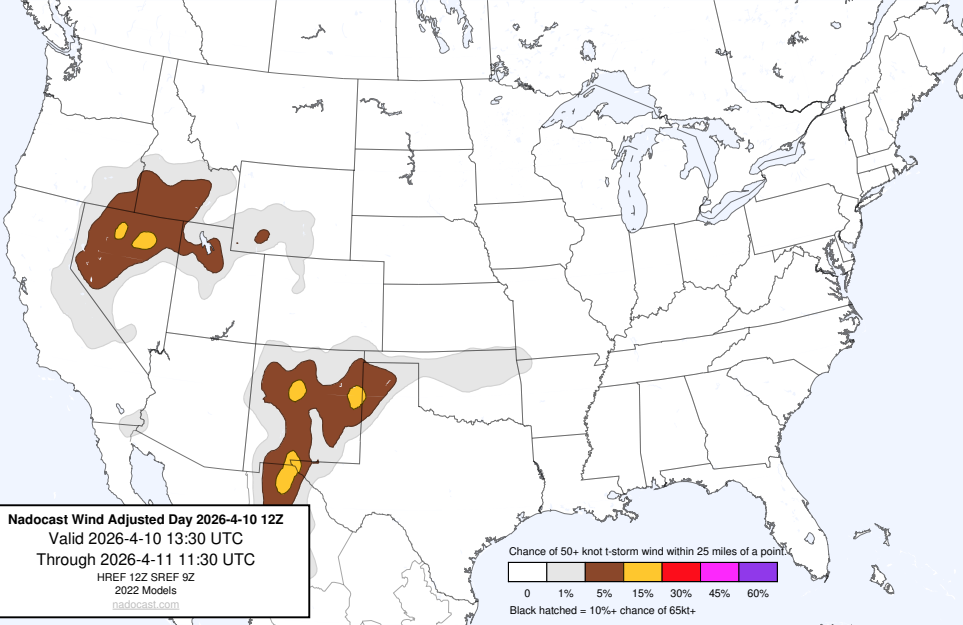 Nadocast Wind Adjusted Day 2026-4-10 12Z
Valid 2026-4-10 13:30 UTC
Through 2026-4-11 11:30 UTC
HREF 12Z SREF 9Z
2022 Models
nadocast.com
Chance of 50+ knot t-storm wind within 25 miles of a point.
0 1% 5% 15% 30% 45% 60%
Black hatched = 10%+ chance of 65kt+